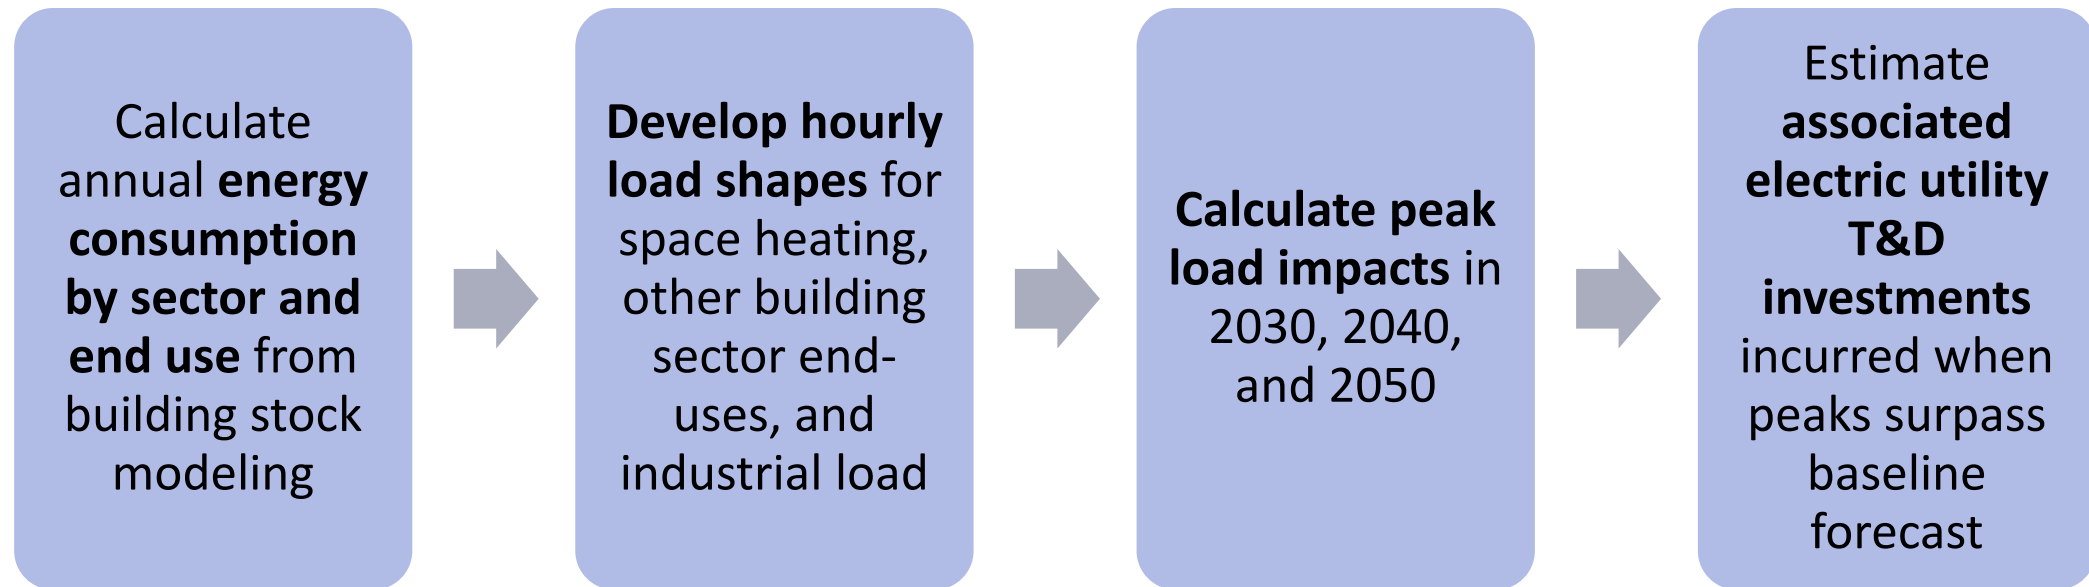 Calculate
annual energy
consumption
by sector and
end use from
building stock
modeling
Develop hourly
load shapes for
space heating,
other building
sector end-
uses, and
industrial load
Calculate peak
load impacts in
2030, 2040,
and 2050
Estimate
associated
electric utility
T&D
investments
incurred when
peaks surpass
baseline
forecast